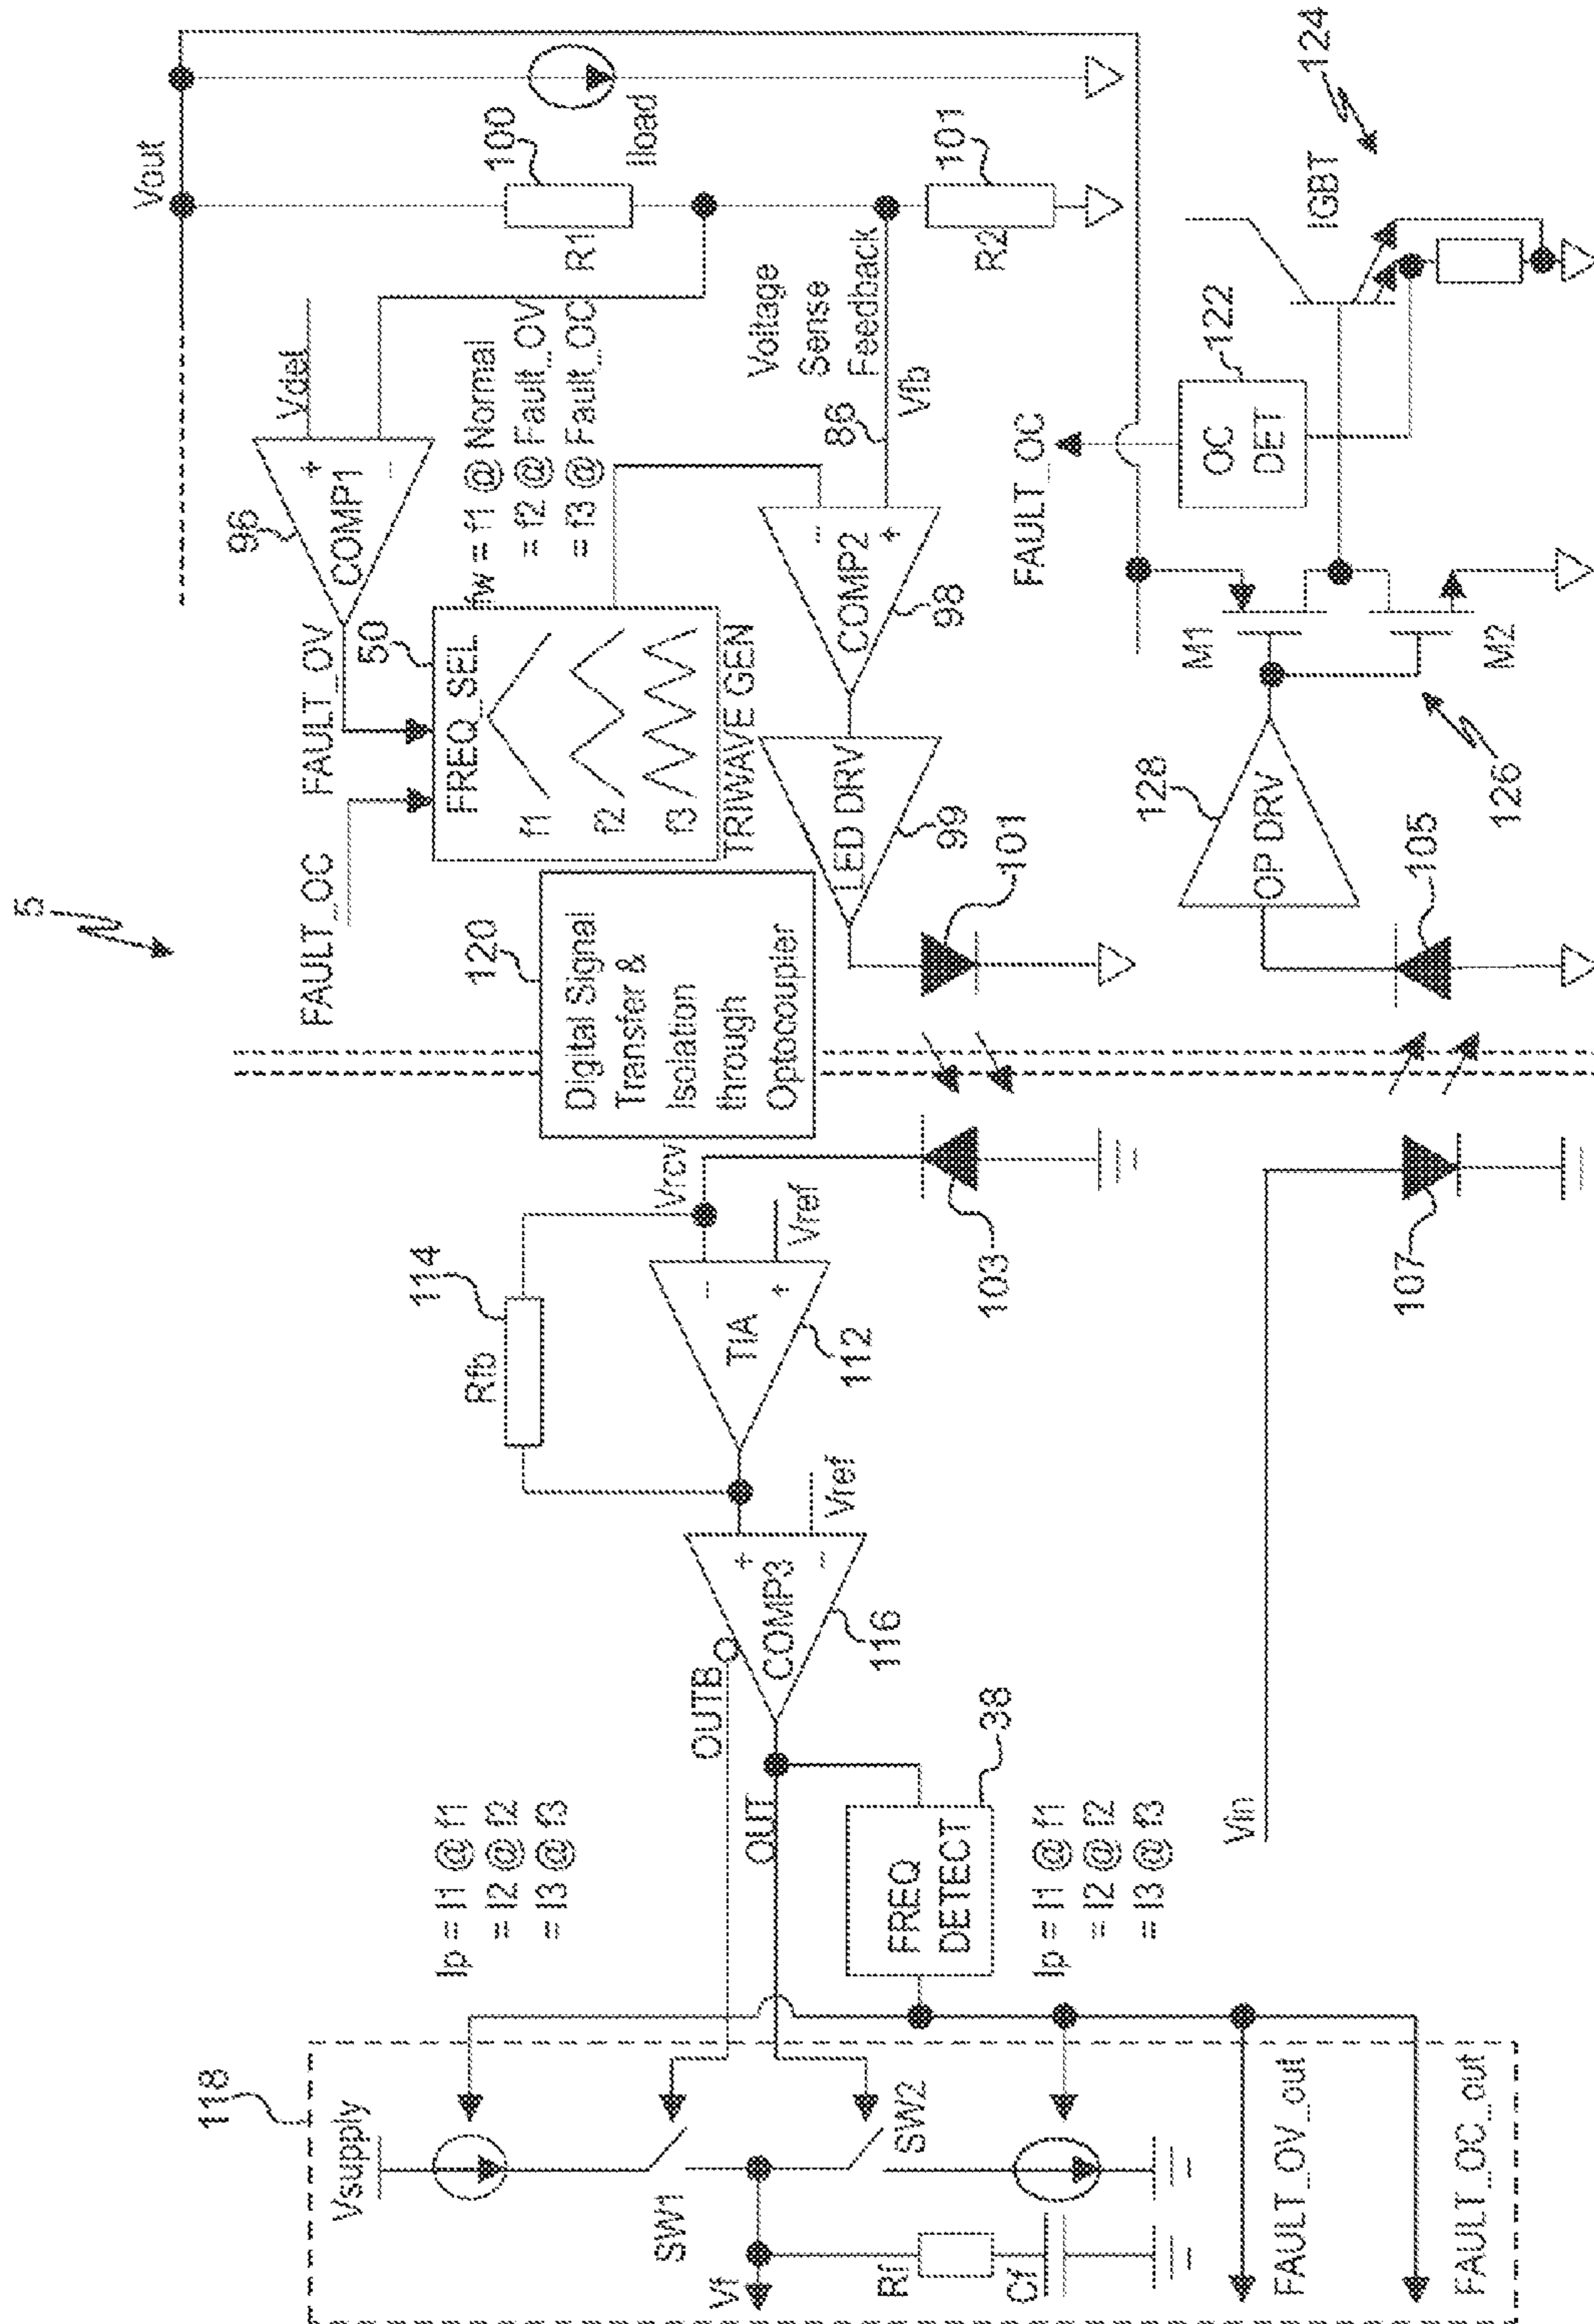 5
118
Vsupply
SW1
SW2
Vf
Rf
Cf
FAULT_OV_out
FAULT_OC_out
Ip = I1 @ f1
= I2 @ f2
= I3 @ f3
OUTB
OUT
FREQ
DETECT
38
Ip = I1 @ f1
= I2 @ f2
= I3 @ f3
Vin
+
−
COMP3
116
Vref
Rfb
114
TIA
−
+
112
Vref
Vrcv
103
107
120
Digital Signal
Transfer &
Isolation
through
Optocoupler
FAULT_OC
FAULT_OV
50
FREQ_SEL
f1
f2
f3
TRIWAVE GEN
fw = f1 @ Normal
= f2 @ Fault_OV
= f3 @ Fault_OC
96
COMP1
+
−
Vdet
Vout
R1
100
Iload
Voltage
Sense
Feedback
86
Vfb
R2
101
COMP2
−
+
98
LED DRV
99
101
105
OP DRV
128
126
M1
M2
FAULT_OC
OC
DET
122
IGBT
124